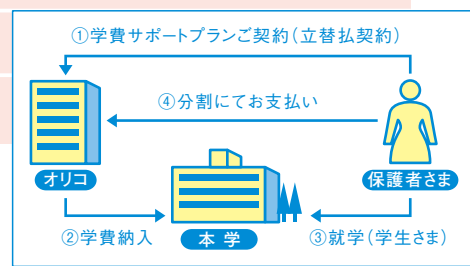 ①学費サポートプランご契約（立替払契約）
④分割にてお支払い
オリコ
保護者さま
②学費納入
本学
③就学（学生さま）